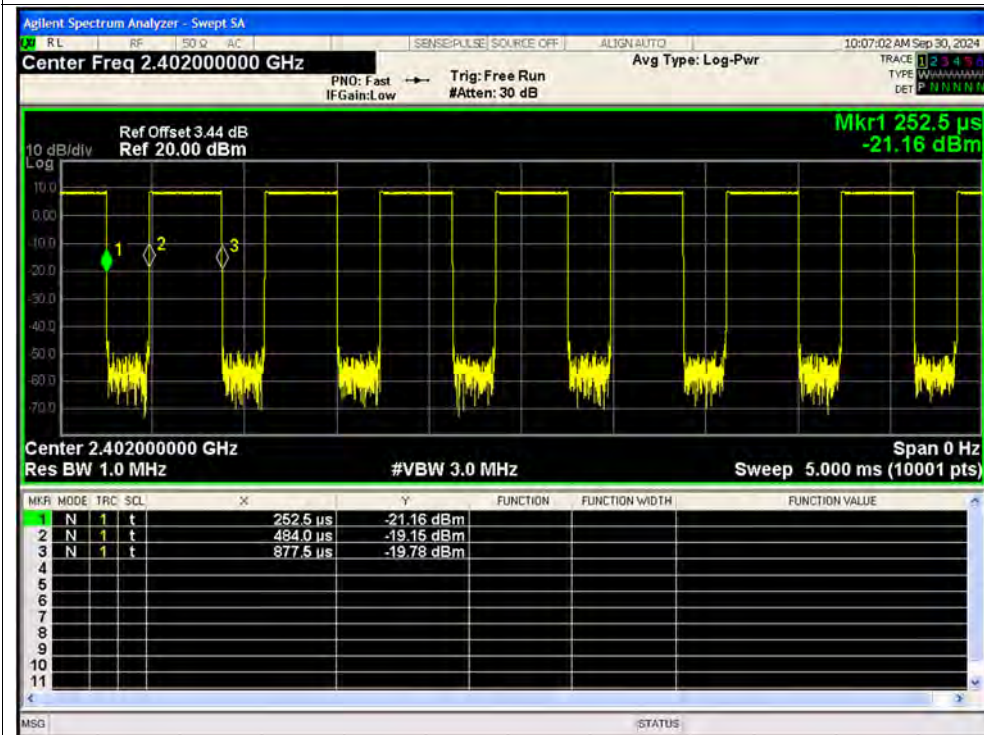 Agilent Spectrum Analyzer - Swept SA
RL RF 50 Ω AC SENSE:PULSE SOURCE OFF ALIGN AUTO 10:07:02 AM Sep 30, 2024
Center Freq 2.402000000 GHz
PNO: Fast
IFGain:Low
Trig: Free Run
#Atten: 30 dB
Avg Type: Log-Pwr
TRACE 1 2 3 4 5 6
TYPE W
DET P N N N N N
Mkr1 252.5 µs
-21.16 dBm
Ref Offset 3.44 dB
10 dB/div Ref 20.00 dBm
Log
10.0
0.00
-10.0
-20.0
-30.0
-40.0
-50.0
-60.0
-70.0
1 2 3
Center 2.402000000 GHz Span 0 Hz
Res BW 1.0 MHz #VBW 3.0 MHz Sweep 5.000 ms (10001 pts)
MKR MODE TRC SCL X Y FUNCTION FUNCTION WIDTH FUNCTION VALUE
1 N 1 t 252.5 µs -21.16 dBm
2 N 1 t 484.0 µs -19.15 dBm
3 N 1 t 877.5 µs -19.78 dBm
4
5
6
7
8
9
10
11
MSG STATUS